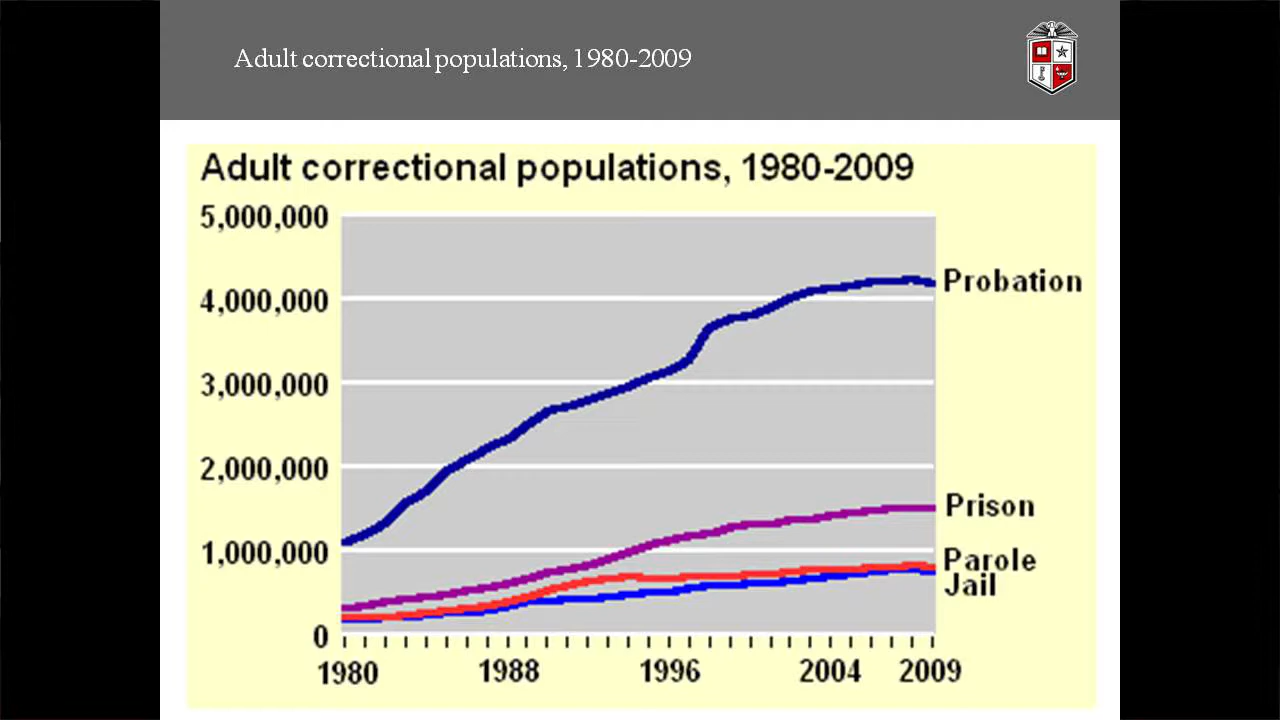 Adult correctional populations, 1980-2009
Adult correctional populations, 1980-2009
5,000,000
4,000,000
3,000,000
2,000,000
1,000,000
0
Probation
Prison
Parole
Jail
1980 1988 1996 2004 2009